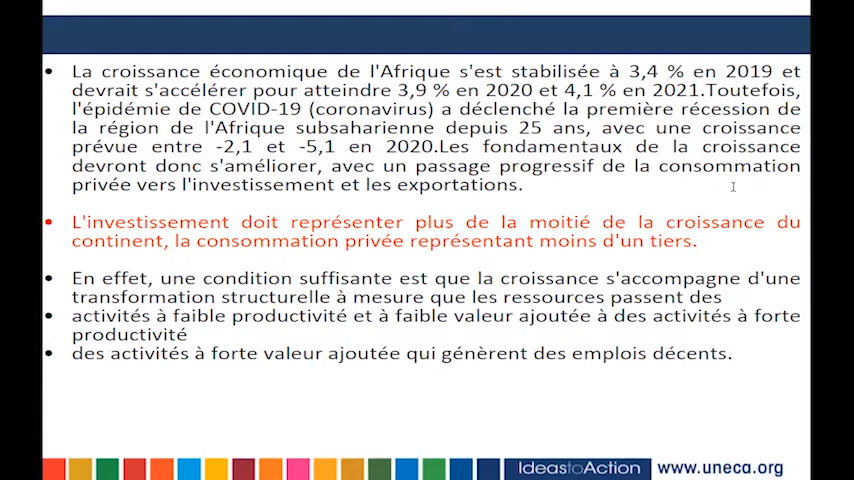 • La croissance économique de l'Afrique s'est stabilisée à 3,4 % en 2019 et
devrait s'accélérer pour atteindre 3,9 % en 2020 et 4,1 % en 2021.Toutefois,
l'épidémie de COVID-19 (coronavirus) a déclenché la première récession de
la région de l'Afrique subsaharienne depuis 25 ans, avec une croissance
prévue entre -2,1 et -5,1 en 2020.Les fondamentaux de la croissance
devront donc s'améliorer, avec un passage progressif de la consommation
privée vers l'investissement et les exportations.
• L'investissement doit représenter plus de la moitié de la croissance du
continent, la consommation privée représentant moins d'un tiers.
• En effet, une condition suffisante est que la croissance s'accompagne d'une
transformation structurelle à mesure que les ressources passent des
• activités à faible productivité et à faible valeur ajoutée à des activités à forte
productivité
• des activités à forte valeur ajoutée qui génèrent des emplois décents.
IdeastoAction www.uneca.org